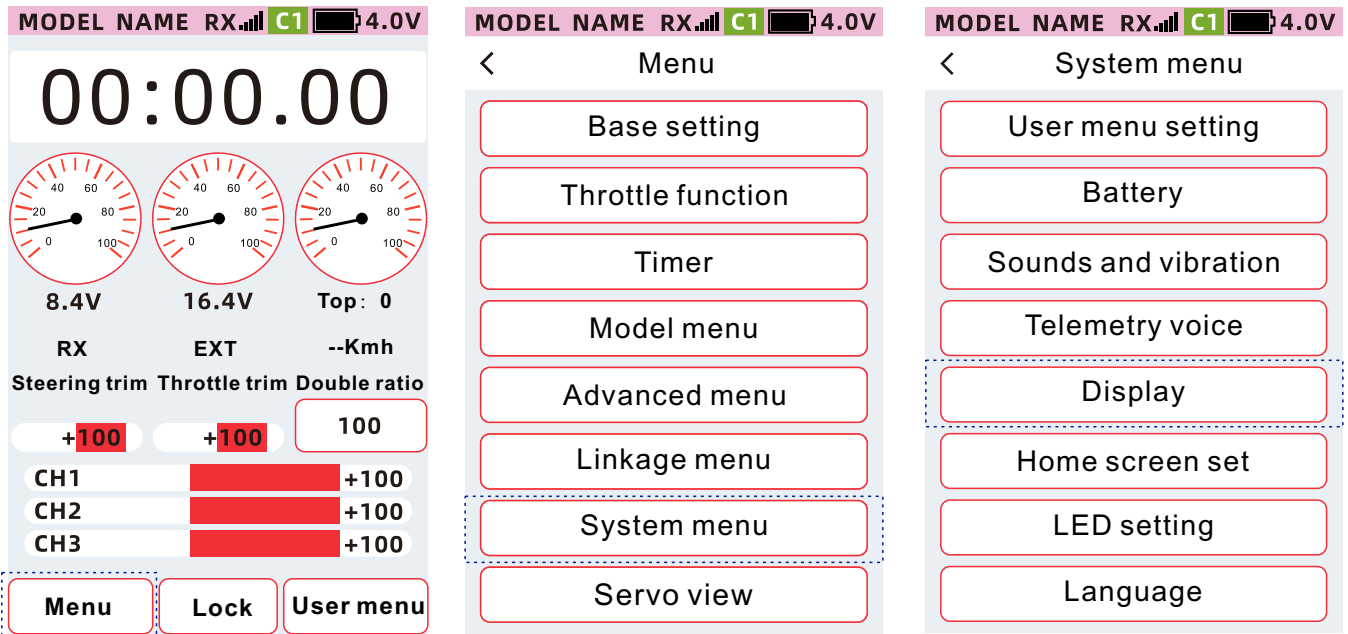 MODEL NAME RX C1 4.0V
00:00.00
40 60
20 80
0 100
40 60
20 80
0 100
40 60
20 80
0 100
8.4V 16.4V Top: 0
RX EXT --Kmh
Steering trim Throttle trim Double ratio
+100 +100 100
CH1 +100
CH2 +100
CH3 +100
Menu Lock User menu
MODEL NAME RX C1 4.0V
< Menu
Base setting
Throttle function
Timer
Model menu
Advanced menu
Linkage menu
System menu
Servo view
MODEL NAME RX C1 4.0V
< System menu
User menu setting
Battery
Sounds and vibration
Telemetry voice
Display
Home screen set
LED setting
Language